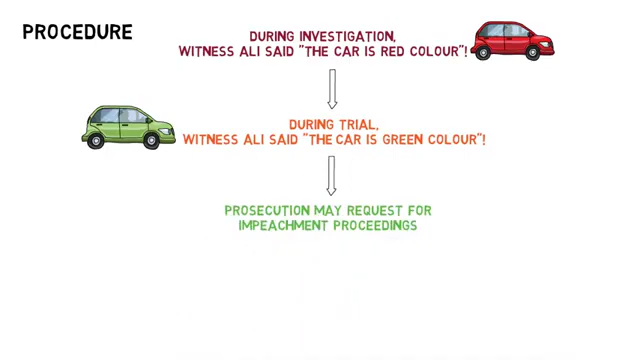 PROCEDURE
DURING INVESTIGATION,
WITNESS ALI SAID "THE CAR IS RED COLOUR"!
DURING TRIAL,
WITNESS ALI SAID "THE CAR IS GREEN COLOUR"!
PROSECUTION MAY REQUEST FOR
IMPEACHMENT PROCEEDINGS